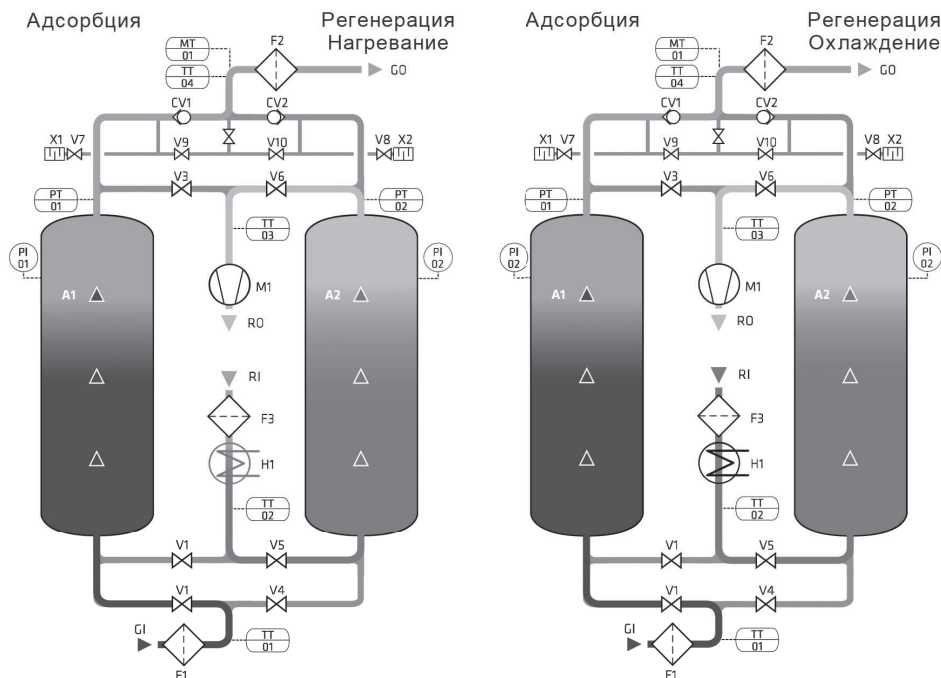 Адсорбция
Регенерация
Нагревание
MT
01
TT
04
F2
GO
CV1
CV2
X1 V7
V9
V10
V8 X2
V3
V6
PT
01
PT
02
TT
03
PI
01
PI
02
A1
A2
M1
RO
RI
F3
H1
TT
02
V1
V5
V1
V4
GI
TT
01
F1
Адсорбция
Регенерация
Охлаждение
MT
01
TT
04
F2
GO
CV1
CV2
X1 V7
V9
V10
V8 X2
V3
V6
PT
01
PT
02
TT
03
PI
02
PI
02
A1
A2
M1
RO
RI
F3
H1
TT
02
V1
V5
V1
V4
GI
TT
01
F1